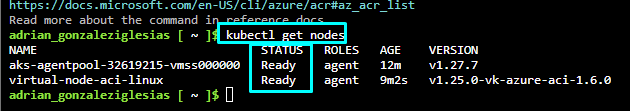 https://docs.microsoft.com/en-US/cli/azure/acr#az_acr_list
Read more about the command in reference docs
adrian_gonzaleziglesias [ ~ ]$ kubectl get nodes
NAME STATUS ROLES AGE VERSION
aks-agentpool-32619215-vmss000000 Ready agent 12m v1.27.7
virtual-node-aci-linux Ready agent 9m2s v1.25.0-vk-azure-aci-1.6.0
adrian_gonzaleziglesias [ ~ ]$